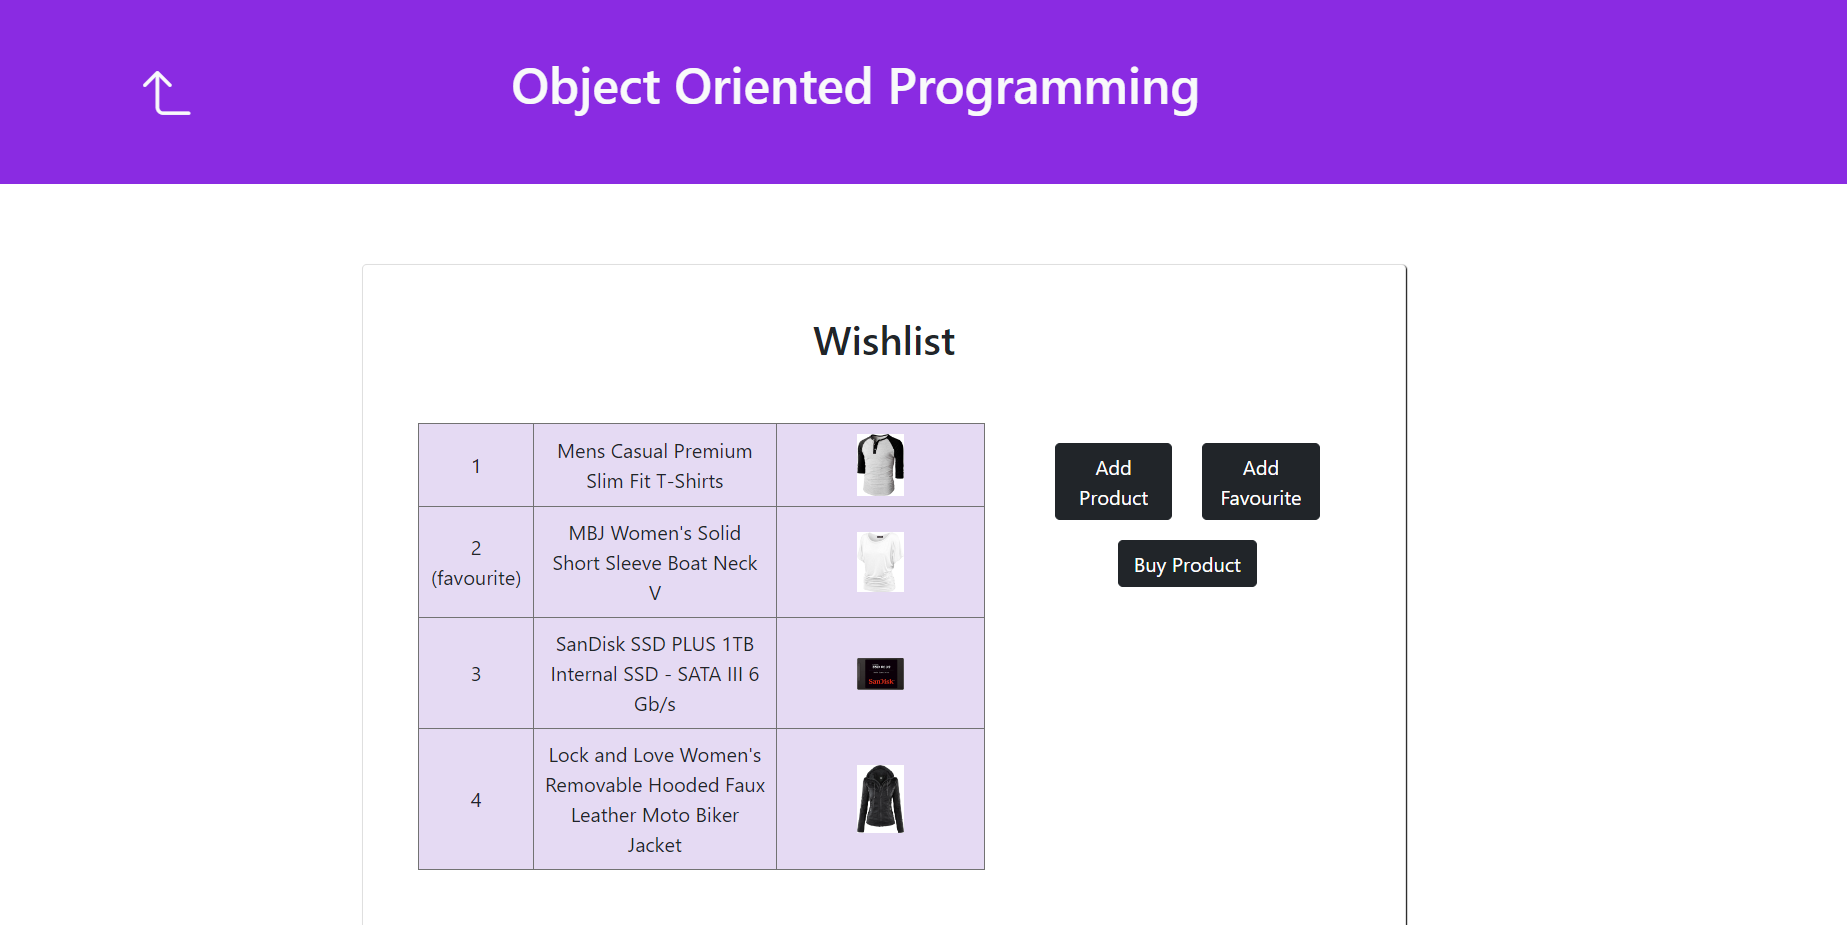 Object Oriented Programming
Wishlist
1
Mens Casual Premium
Slim Fit T-Shirts
2
(favourite)
MBJ Women's Solid
Short Sleeve Boat Neck
V
3
SanDisk SSD PLUS 1TB
Internal SSD - SATA III 6
Gb/s
SanDisk
4
Lock and Love Women's
Removable Hooded Faux
Leather Moto Biker
Jacket
Add
Product
Add
Favourite
Buy Product